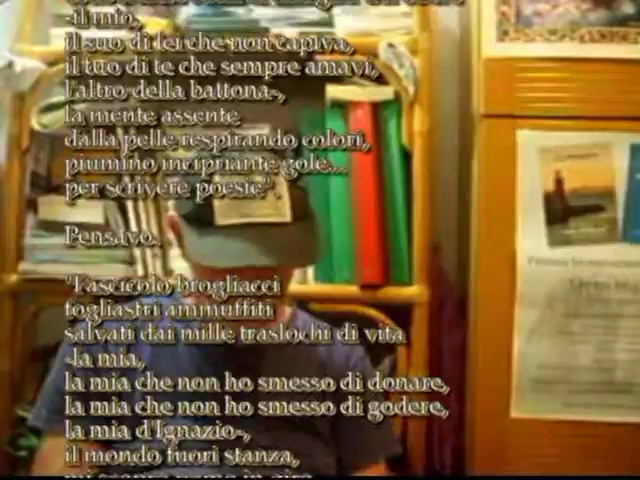 -il mio,
il suo di lei che non capiva,
il tuo di te che sempre amavi,
l'altro della battona-,
la mente assente
dalla pelle respirando colori,
piumino incipriante gole...
per scrivere poesie".
Pensavo.
"Fascicolo brogliacci
fogliastri ammuffiti
salvati dai mille traslochi di vita
-la mia,
la mia che non ho smesso di donare,
la mia che non ho smesso di godere,
la mia d'Ignazio-,
il mondo fuori stanza,